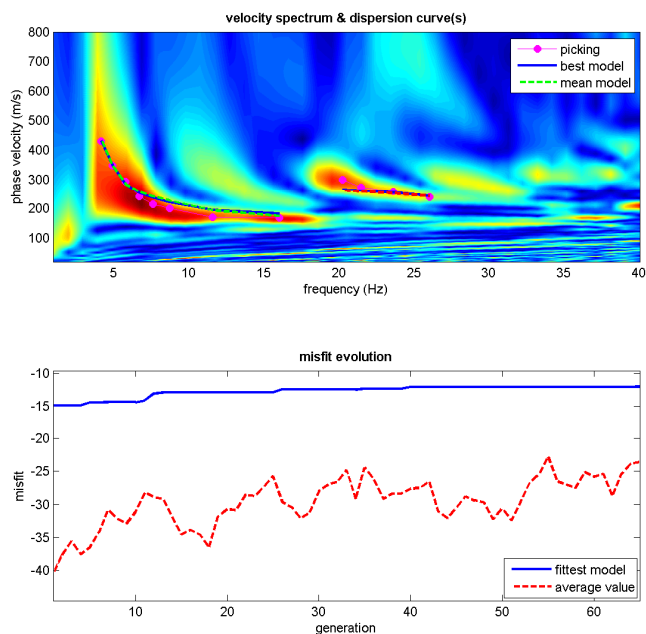 velocity spectrum & dispersion curve(s)
800
700
600
500
400
300
200
100
phase velocity (m/s)
picking
best model
mean model
5
10
15
20
25
30
35
40
frequency (Hz)
misfit evolution
-10
-15
-20
-25
-30
-35
-40
misfit
fittest model
average value
10
20
30
40
50
60
generation